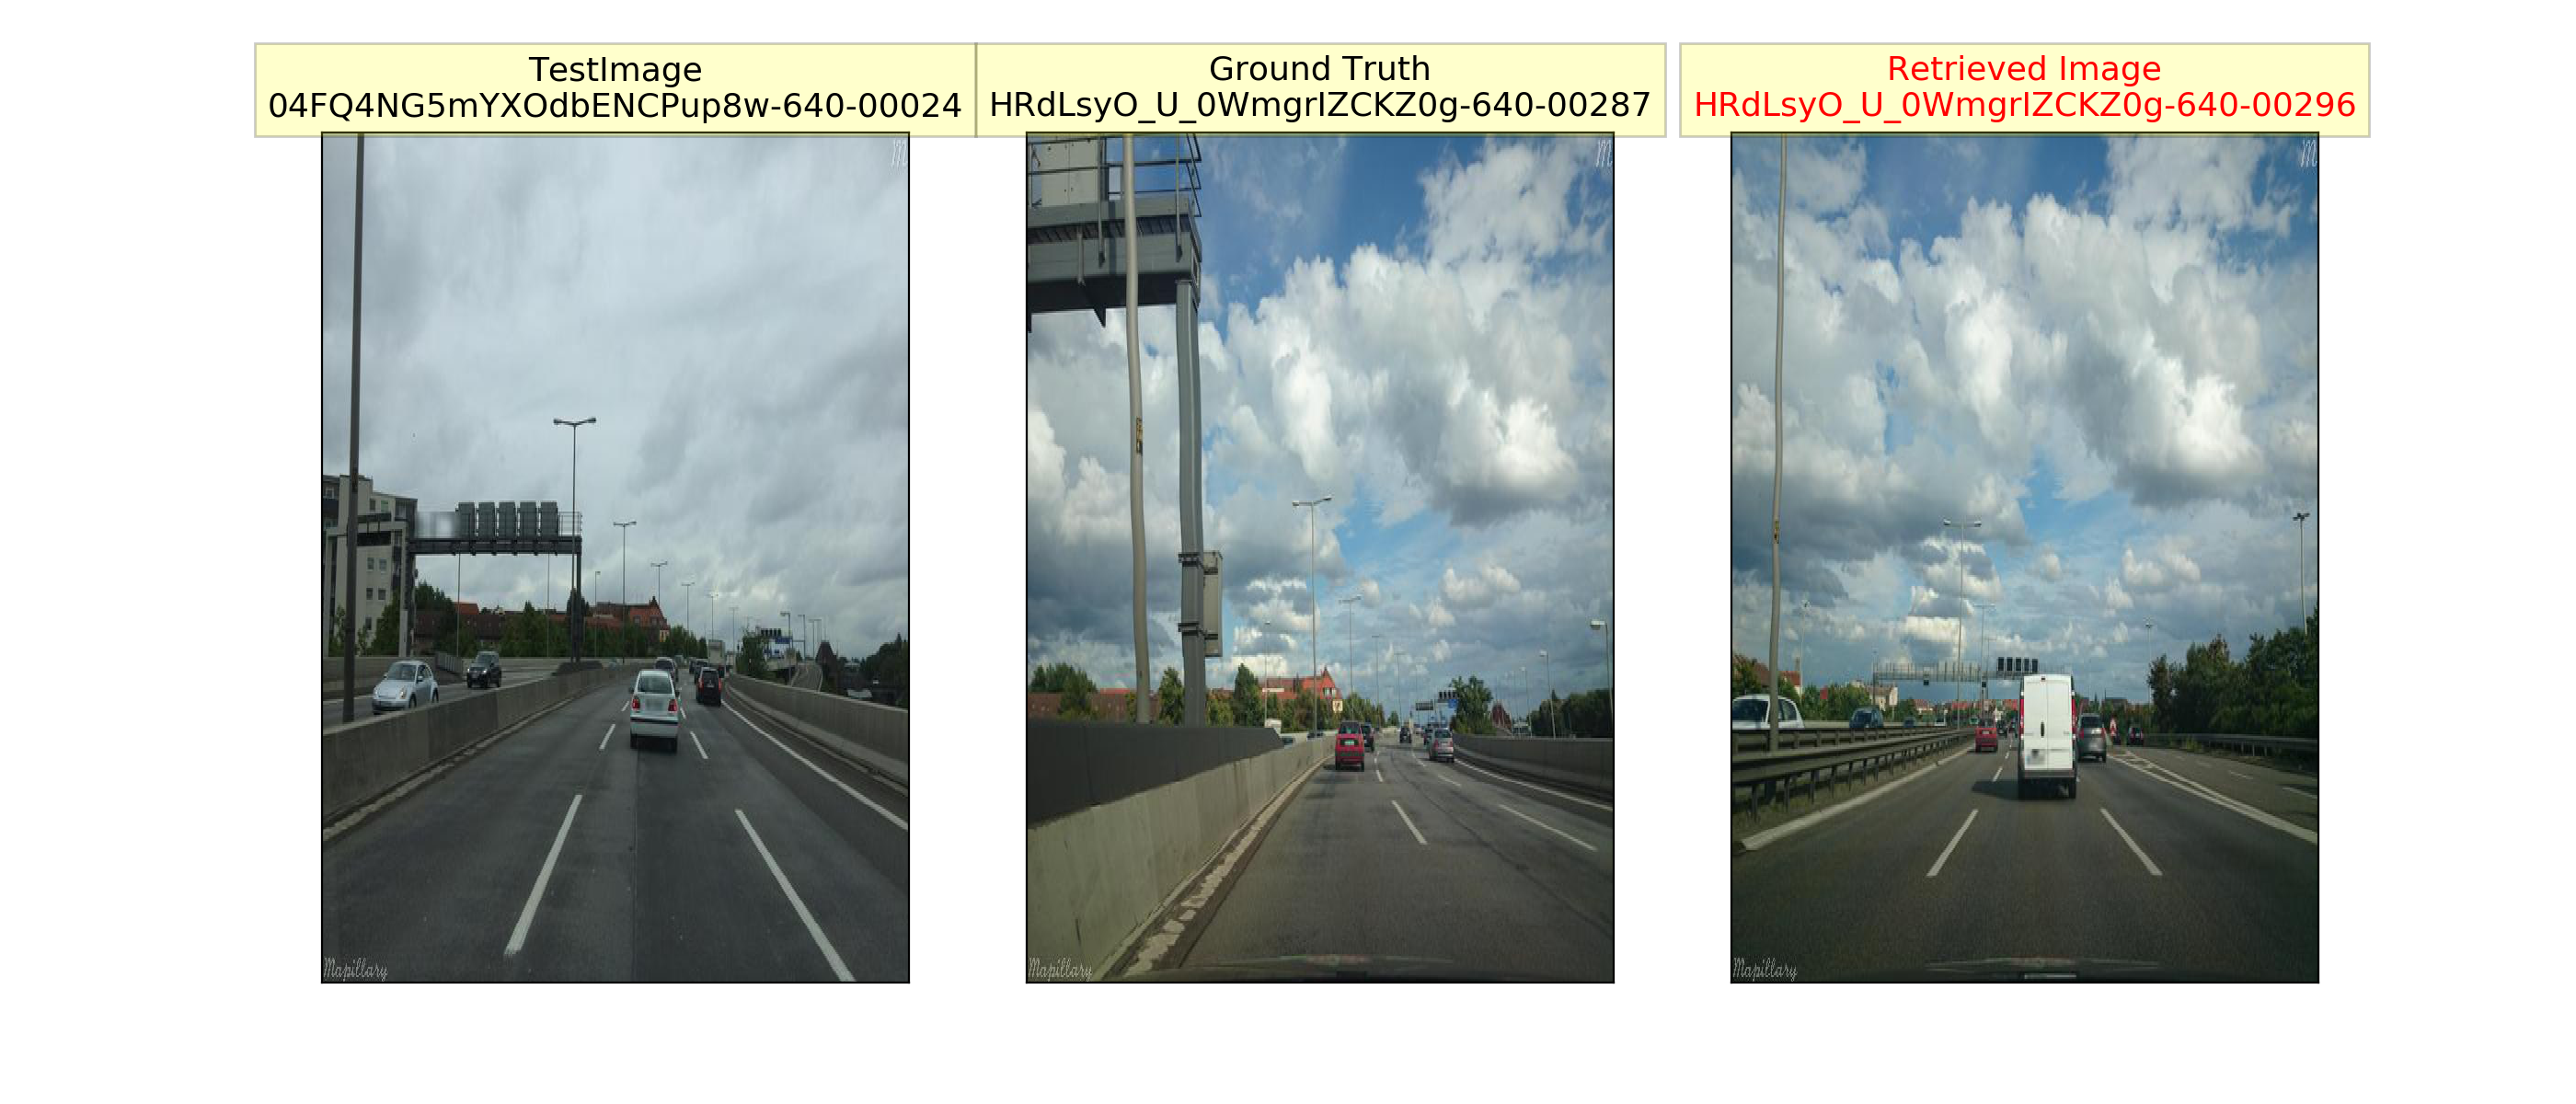 TestImage
04FQ4NG5mYXOdbENCPup8w-640-00024
Ground Truth
HRdLsyO_U_0WmgrIZCKZ0g-640-00287
Retrieved Image
HRdLsyO_U_0WmgrIZCKZ0g-640-00296
M
M
M
Mapillary
Mapillary
Mapillary